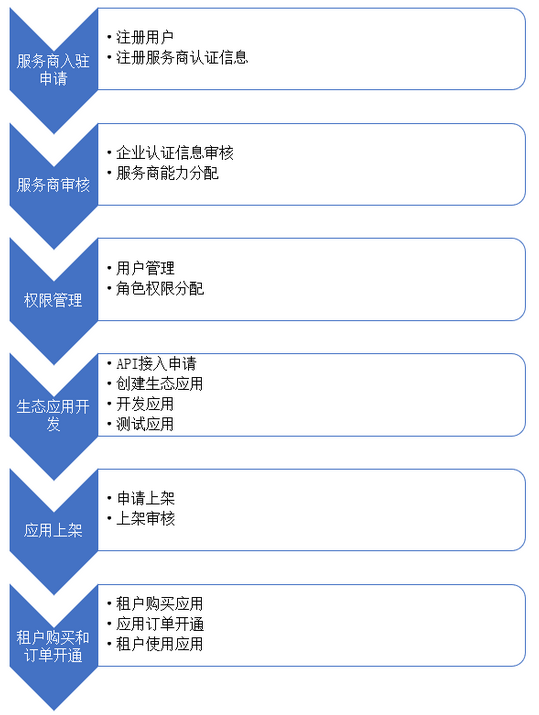 服务商入驻
申请
• 注册用户
• 注册服务商认证信息
服务商审核
• 企业认证信息审核
• 服务商能力分配
权限管理
• 用户管理
• 角色权限分配
生态应用开
发
• API接入申请
• 创建生态应用
• 开发应用
• 测试应用
应用上架
• 申请上架
• 上架审核
租户购买和
订单开通
• 租户购买应用
• 应用订单开通
• 租户使用应用